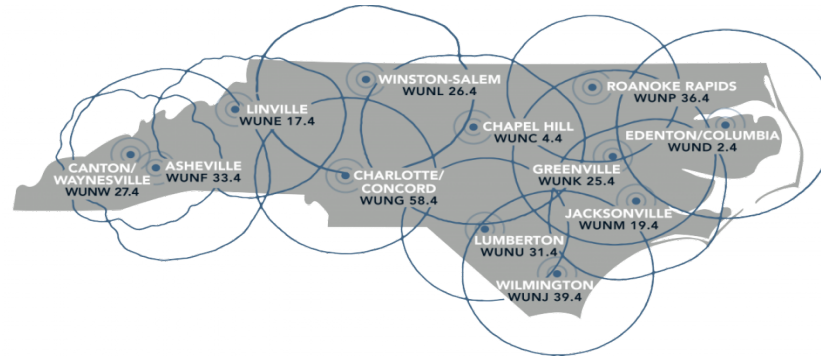 WINSTON-SALEM
WUNL 26.4
ROANOKE RAPIDS
WUNP 36.4
LINVILLE
WUNE 17.4
CHAPEL HILL
WUNC 4.4
EDENTON/COLUMBIA
WUND 2.4
CANTON/
WAYNESVILLE
WUNW 27.4
ASHEVILLE
WUNF 33.4
CHARLOTTE/
CONCORD
WUNG 58.4
GREENVILLE
WUNK 25.4
JACKSONVILLE
WUNM 19.4
LUMBERTON
WUNU 31.4
WILMINGTON
WUNJ 39.4